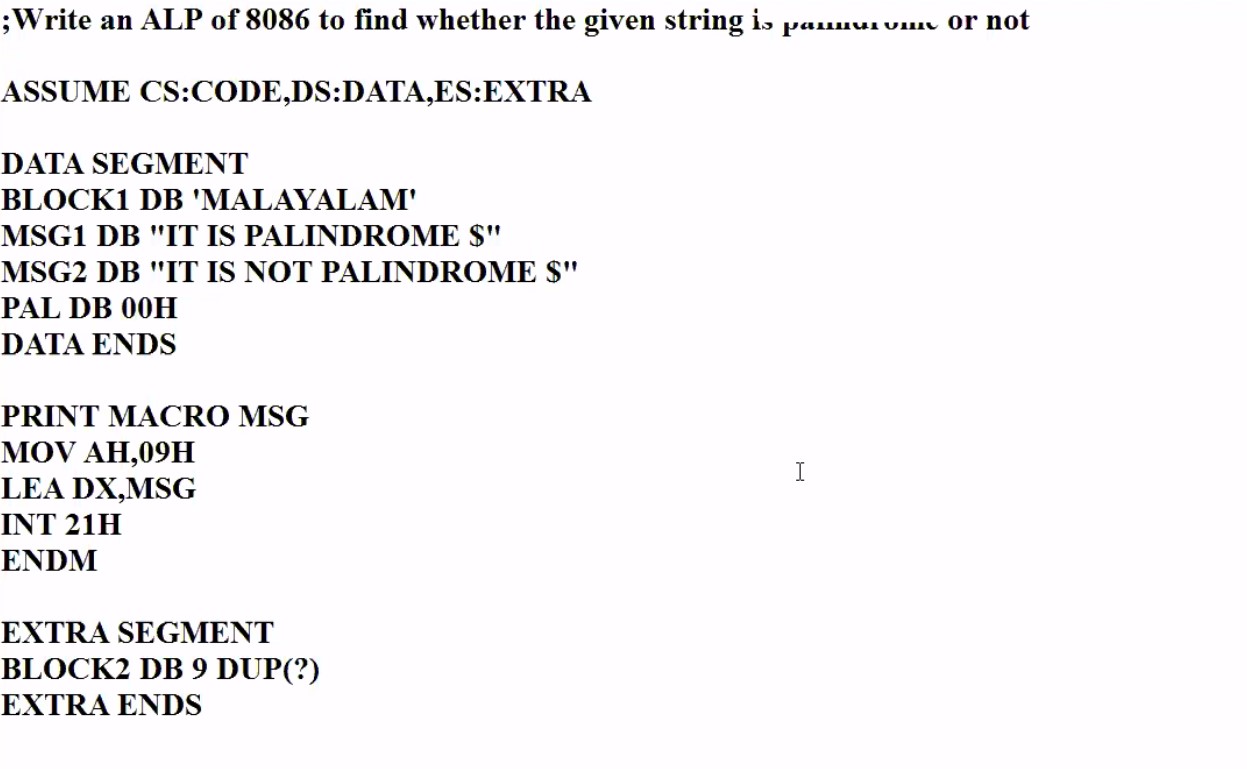 ;Write an ALP of 8086 to find whether the given string is palindrome or not
ASSUME CS:CODE,DS:DATA,ES:EXTRA
DATA SEGMENT
BLOCK1 DB 'MALAYALAM'
MSG1 DB "IT IS PALINDROME $"
MSG2 DB "IT IS NOT PALINDROME $"
PAL DB 00H
DATA ENDS
PRINT MACRO MSG
MOV AH,09H
LEA DX,MSG
INT 21H
ENDM
EXTRA SEGMENT
BLOCK2 DB 9 DUP(?)
EXTRA ENDS